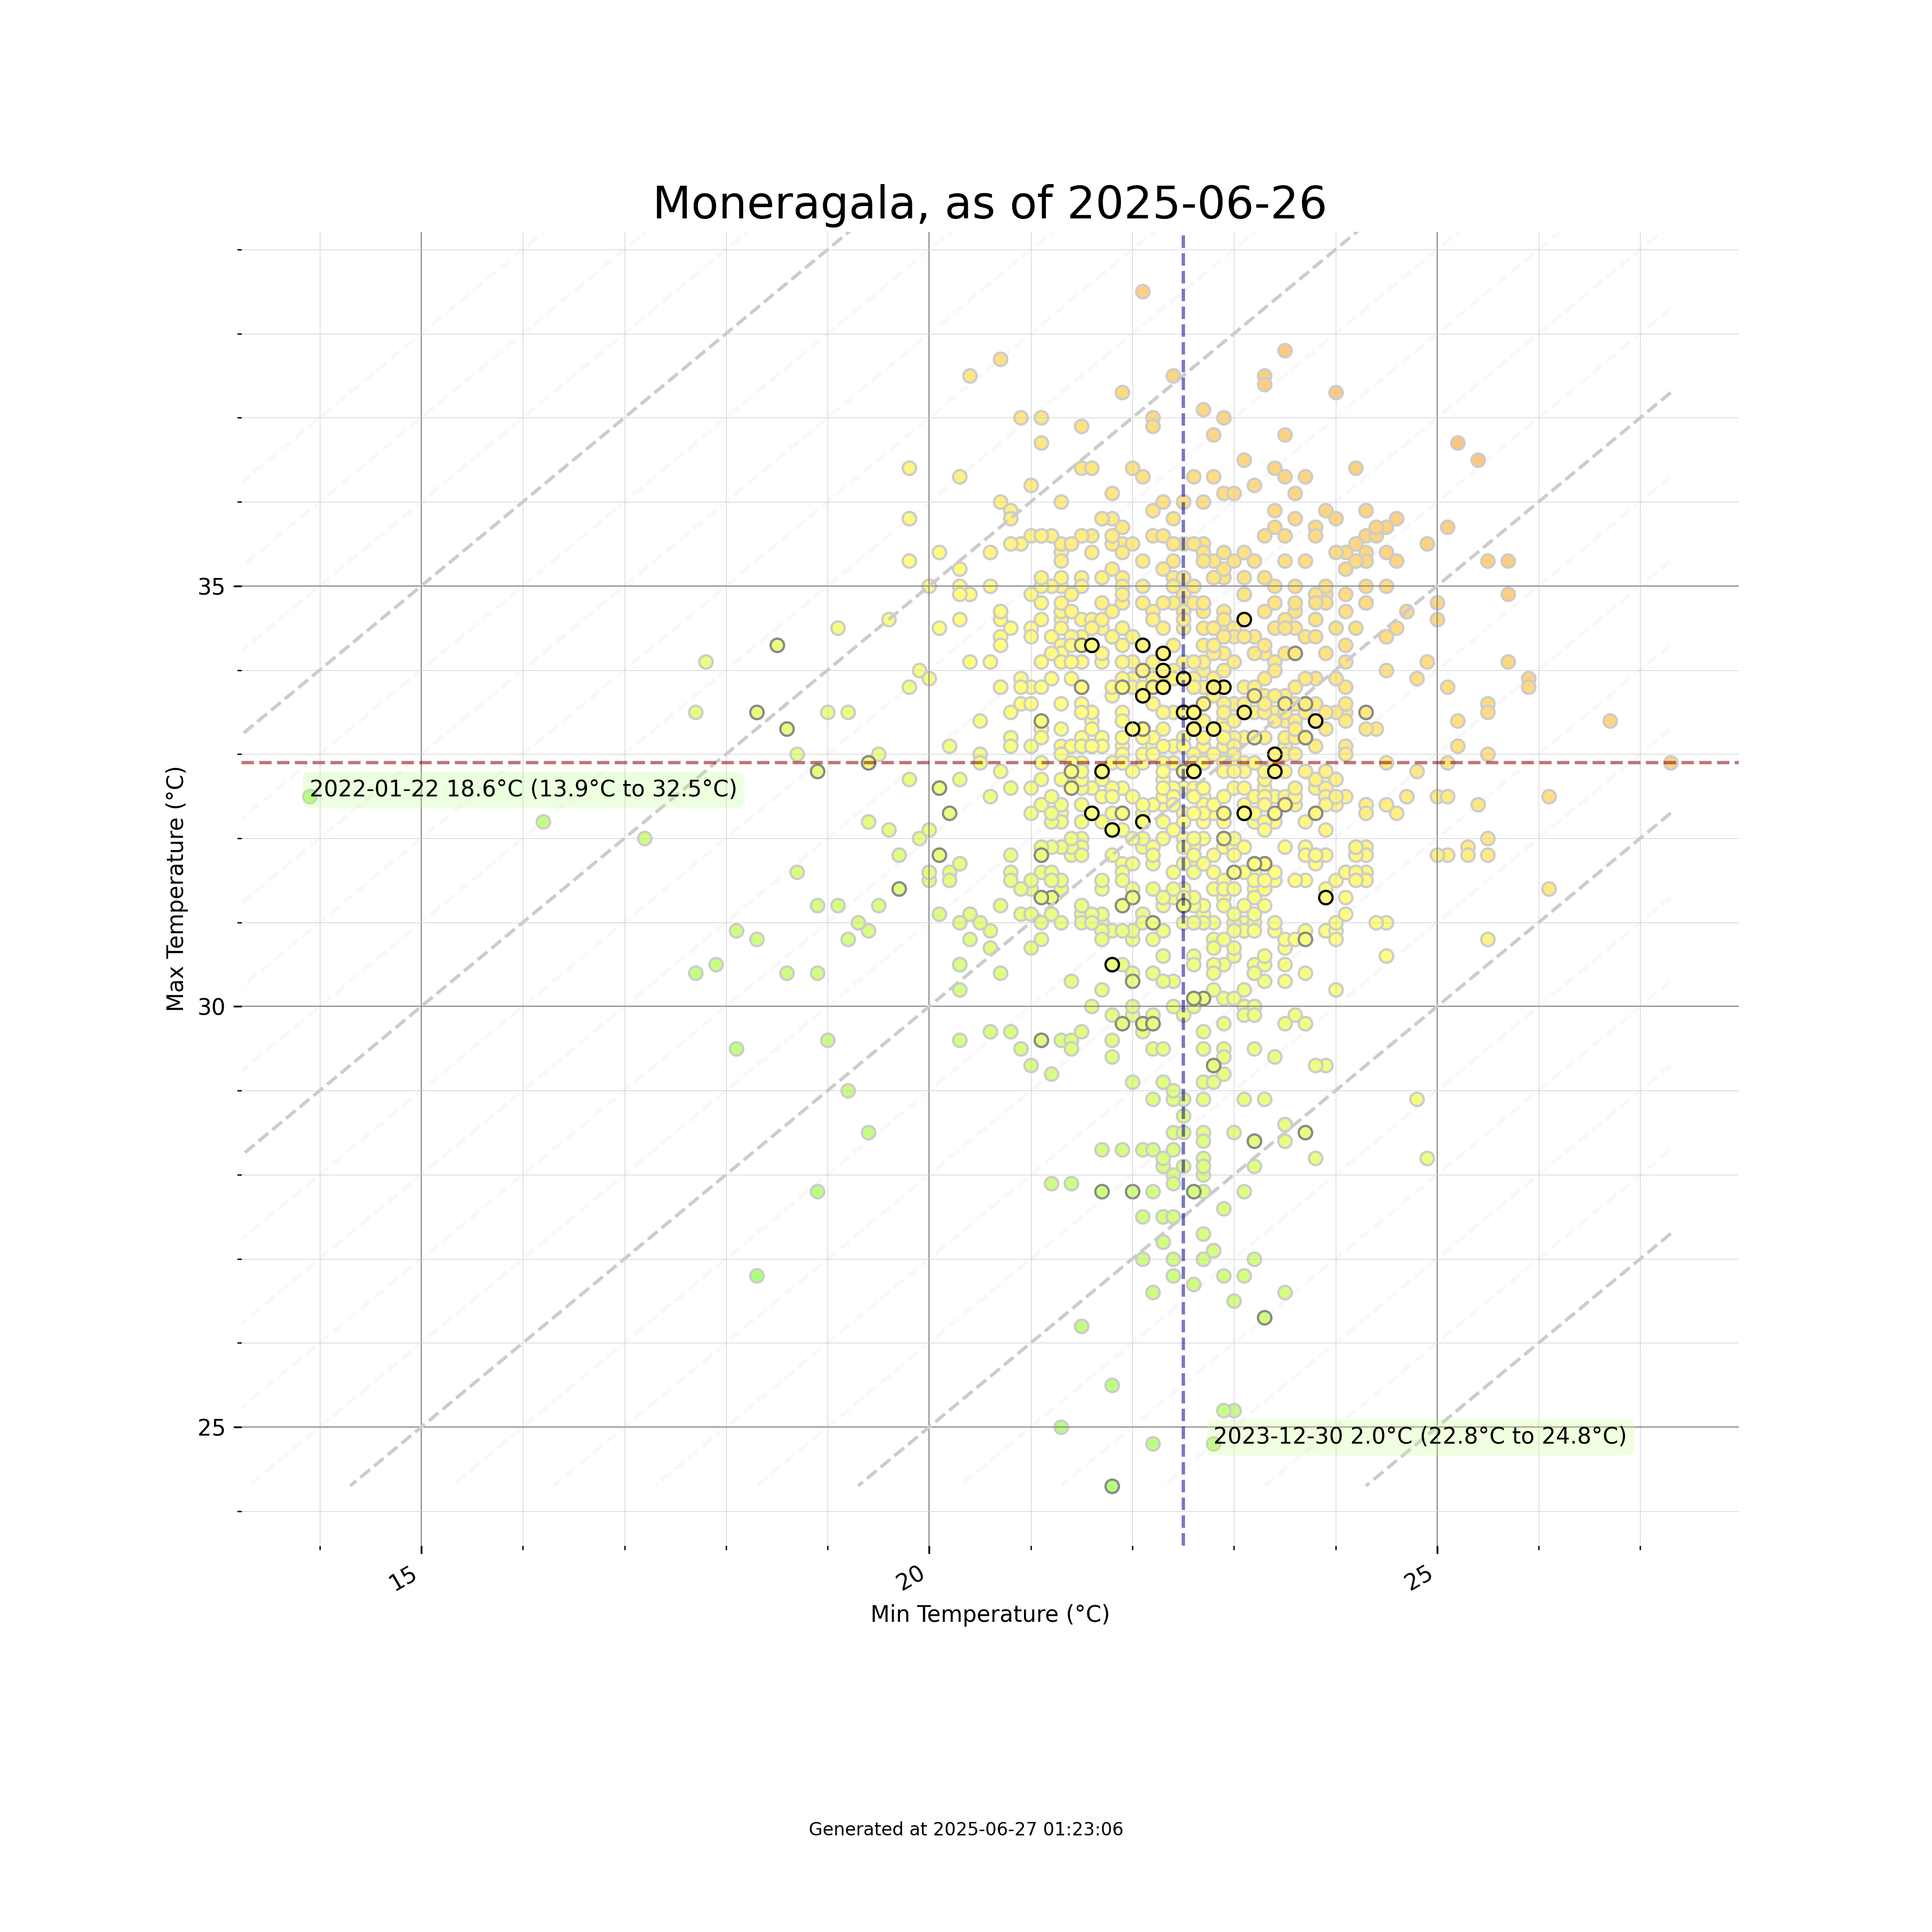 Moneragala, as of 2025-06-26
Max Temperature (°C)
35
30
25
2022-01-22 18.6°C (13.9°C to 32.5°C)
2023-12-30 2.0°C (22.8°C to 24.8°C)
15
20
25
Min Temperature (°C)
Generated at 2025-06-27 01:23:06